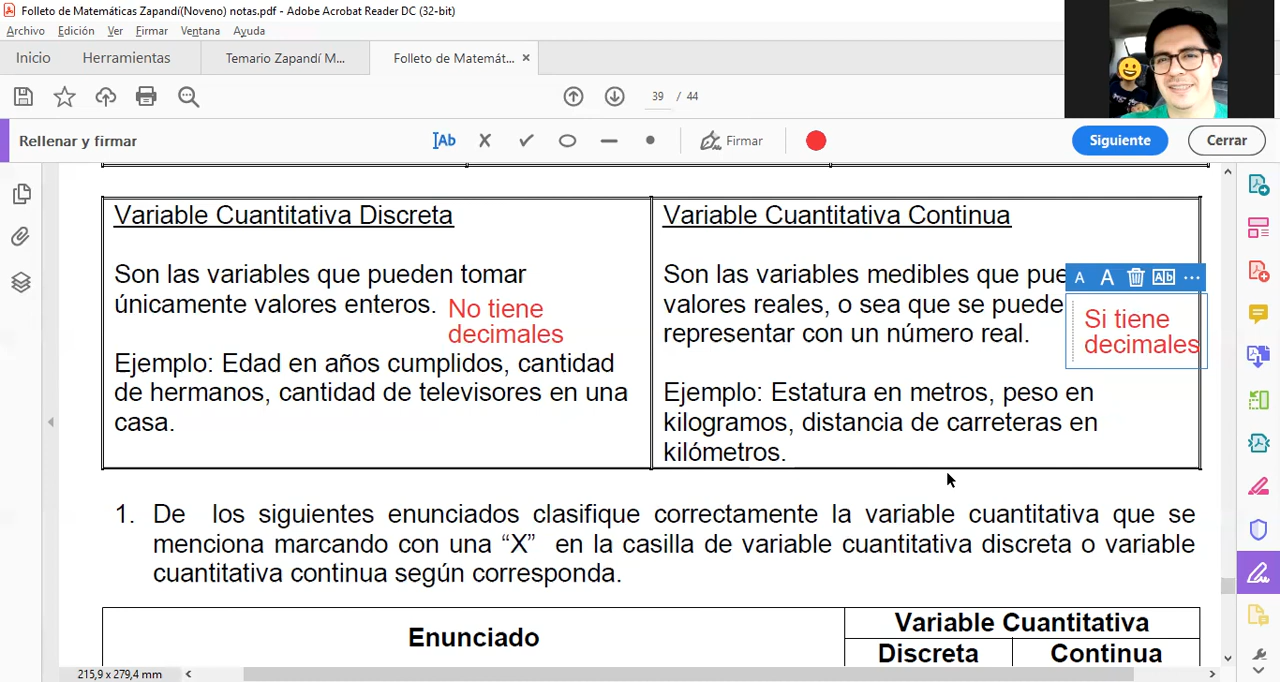 Folleto de Matemáticas Zapandí(Noveno) notas.pdf - Adobe Acrobat Reader DC (32-bit)
Archivo Edición Ver Firmar Ventana Ayuda
Inicio Herramientas Temario Zapandí M... Folleto de Matemát... ×
39 / 44
Rellenar y firmar Ab Firmar Siguiente Cerrar
Variable Cuantitativa Discreta
Son las variables que pueden tomar
únicamente valores enteros.
No tiene
decimales
Ejemplo: Edad en años cumplidos, cantidad
de hermanos, cantidad de televisores en una
casa.
Variable Cuantitativa Continua
Son las variables medibles que pue
valores reales, o sea que se puede
representar con un número real.
A A Ab ...
Si tiene
decimales
Ejemplo: Estatura en metros, peso en
kilogramos, distancia de carreteras en
kilómetros.
1. De los siguientes enunciados clasifique correctamente la variable cuantitativa que se
menciona marcando con una “X” en la casilla de variable cuantitativa discreta o variable
cuantitativa continua según corresponda.
Enunciado
Variable Cuantitativa
Discreta Continua
215,9 x 279,4 mm